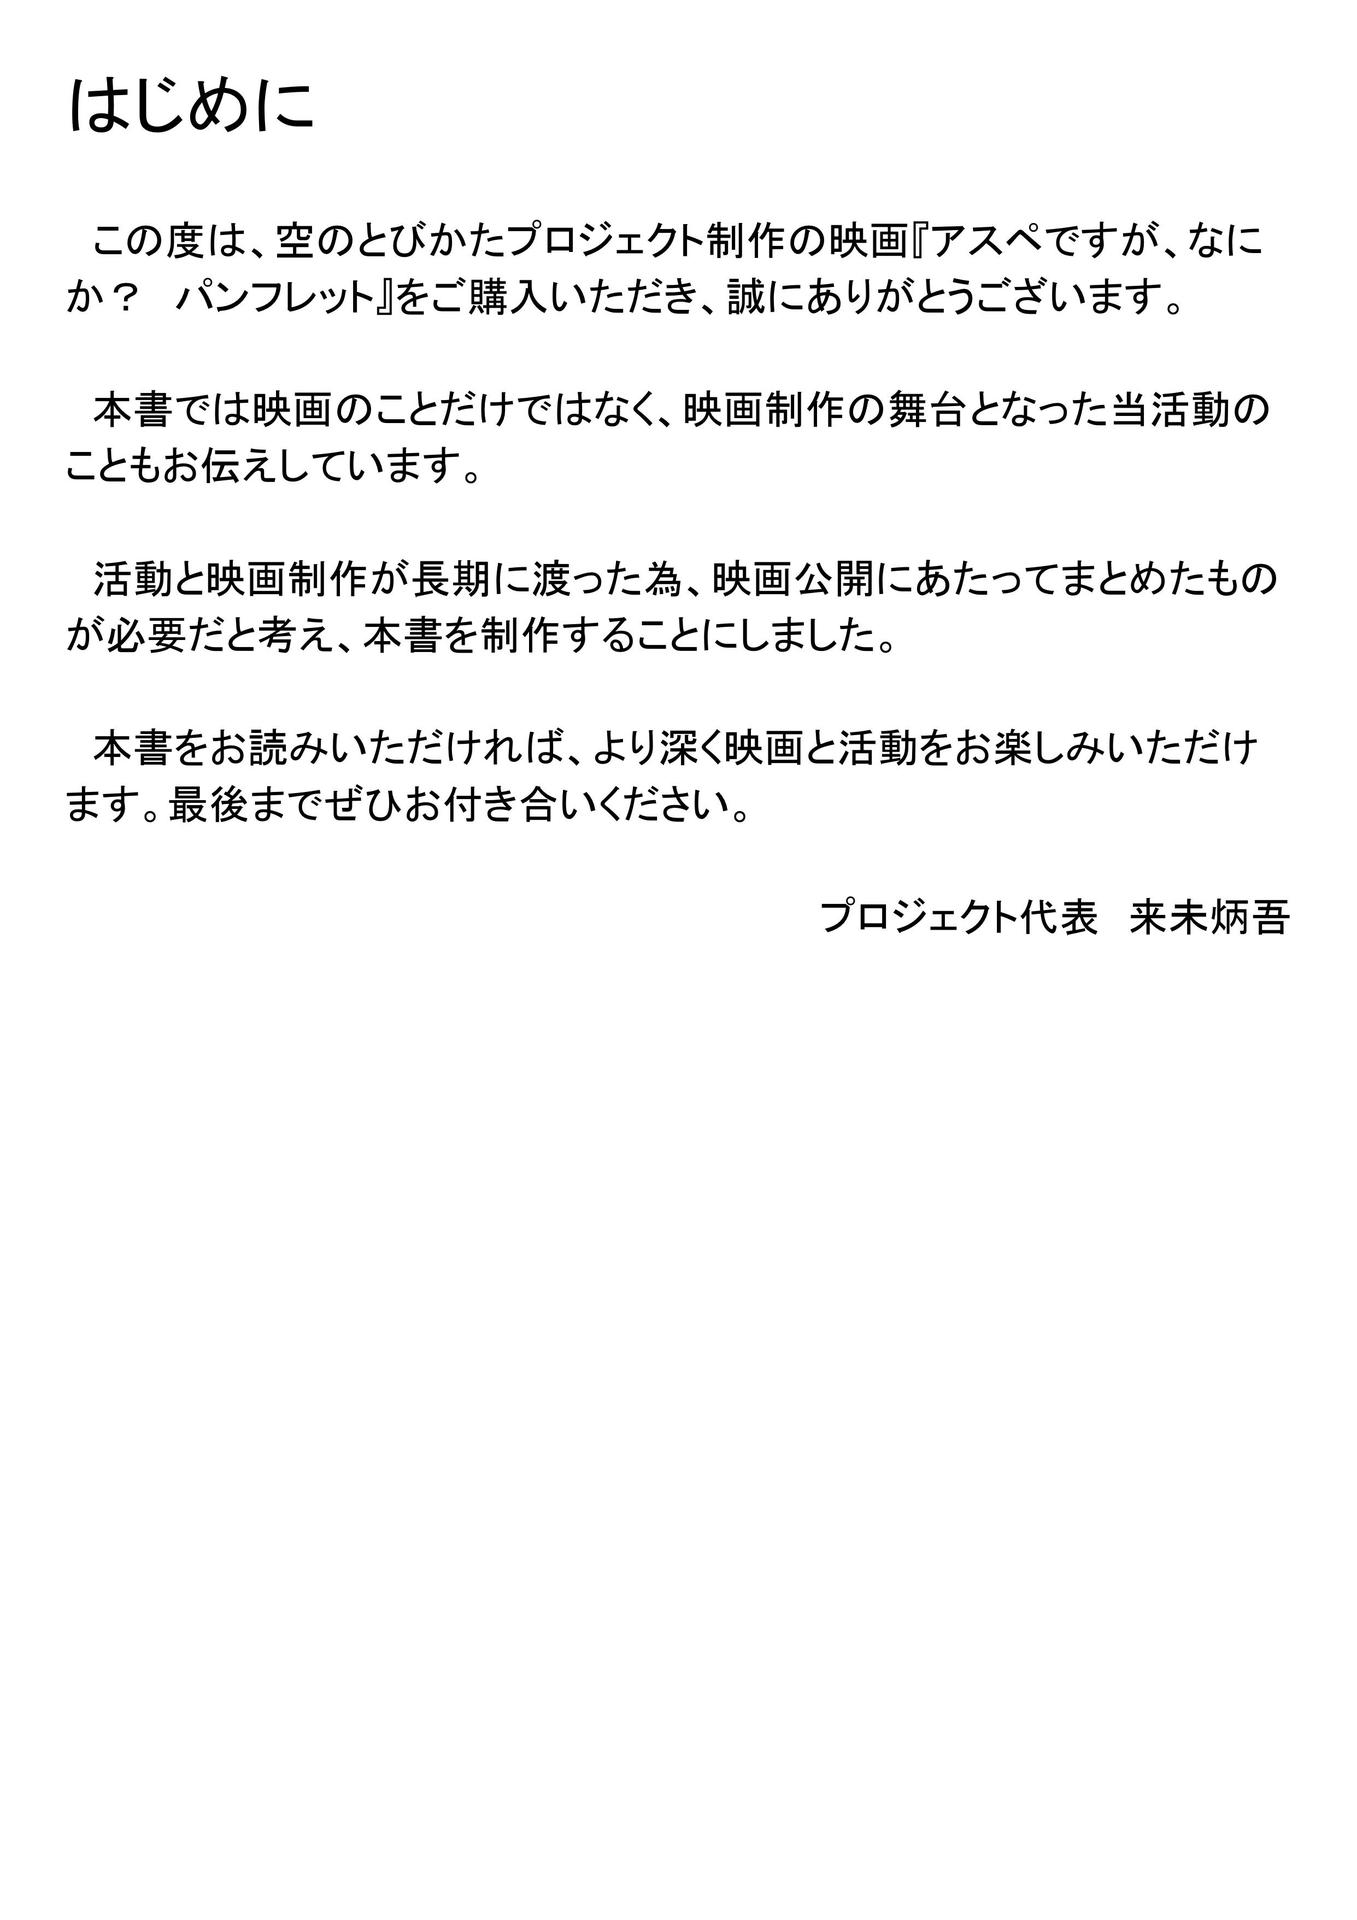 はじめに
　この度は、空のとびかたプロジェクト制作の映画『アスペですが、なに
か？　パンフレット』をご購入いただき、誠にありがとうございます。
　本書では映画のことだけではなく、映画制作の舞台となった当活動の
こともお伝えしています。
　活動と映画制作が長期に渡った為、映画公開にあたってまとめたもの
が必要だと考え、本書を制作することにしました。
　本書をお読みいただければ、より深く映画と活動をお楽しみいただけ
ます。最後までぜひお付き合いください。
プロジェクト代表　来未炳吾